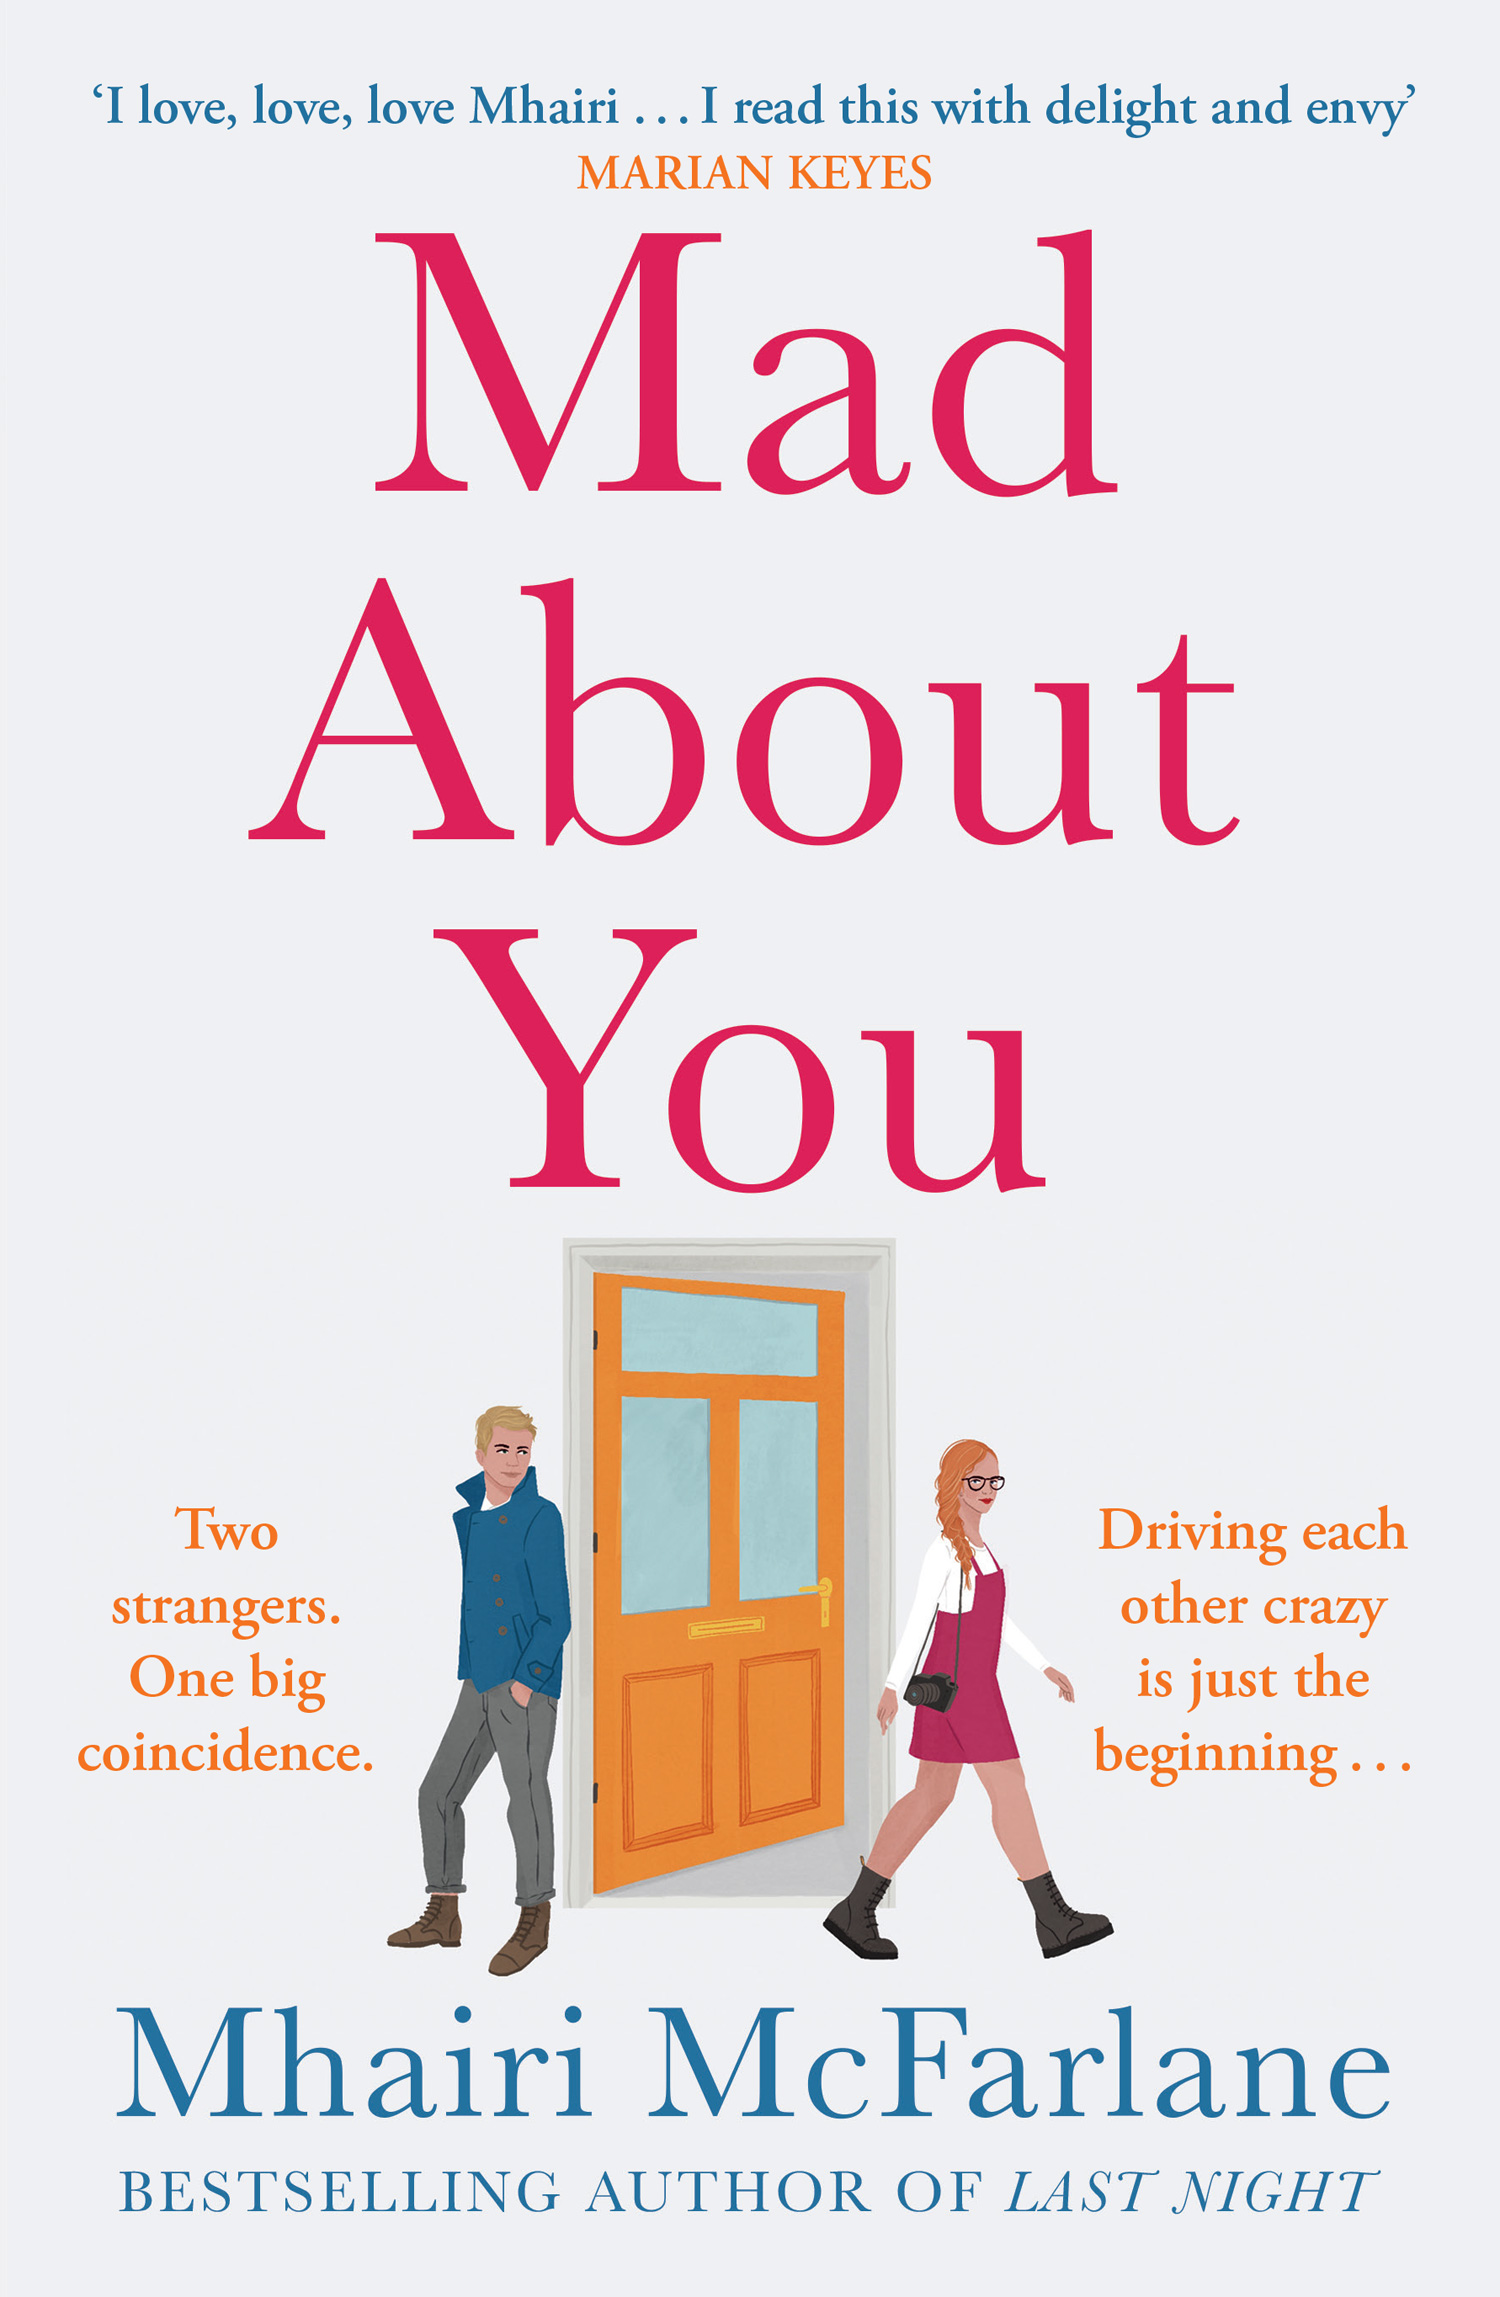 ‘I love, love, love Mhairi . . . I read this with delight and envy’
MARIAN KEYES
Mad
About
You
Two
strangers.
One big
coincidence.
Driving each
other crazy
is just the
beginning . . .
Mhairi McFarlane
BESTSELLING AUTHOR OF LAST NIGHT